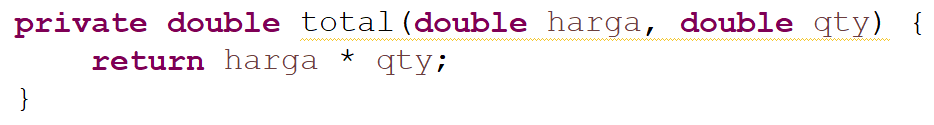 private double total(double harga, double qty) {
    return harga * qty;
}